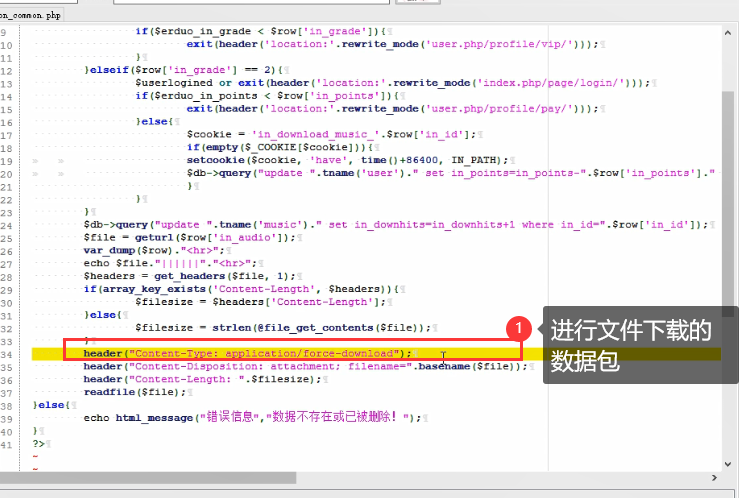 on_common.php
9 if($erduo_in_grade < $row['in_grade']){
10 exit(header('location:'.rewrite_mode('user.php/profile/vip/')));
11 }
12 }elseif($row['in_grade'] == 2){
13 $userlogined or exit(header('location:'.rewrite_mode('index.php/page/login/')));
14 if($erduo_in_points < $row['in_points']){
15 exit(header('location:'.rewrite_mode('user.php/profile/pay/')));
16 }else{
17 $cookie = 'in_download_music_'.$row['in_id'];
18 if(empty($_COOKIE[$cookie])){
19 setcookie($cookie, 'have', time()+86400, IN_PATH);
20 $db->query("update ".tname('user')." set in_points=in_points-".$row['in_points']."
21 }
22 }
23 }
24 $db->query("update ".tname('music')." set in_downhits=in_downhits+1 where in_id=".$row['in_id']);
25 $file = geturl($row['in_audio']);
26 var_dump($row)."<hr>";
27 echo $file."||||||"."<hr>";
28 $headers = get_headers($file, 1);
29 if(array_key_exists('Content-Length', $headers)){
30 $filesize = $headers['Content-Length'];
31 }else{
32 $filesize = strlen(@file_get_contents($file));
33 }
34 header("Content-Type: application/force-download");
35 header("Content-Disposition: attachment; filename=".basename($file));
36 header("Content-Length: ".$filesize);
37 readfile($file);
38 }else{
39 echo html_message("错误信息","数据不存在或已被删除！");
40 }
41 ?>
~
~
1
进行文件下载的
数据包